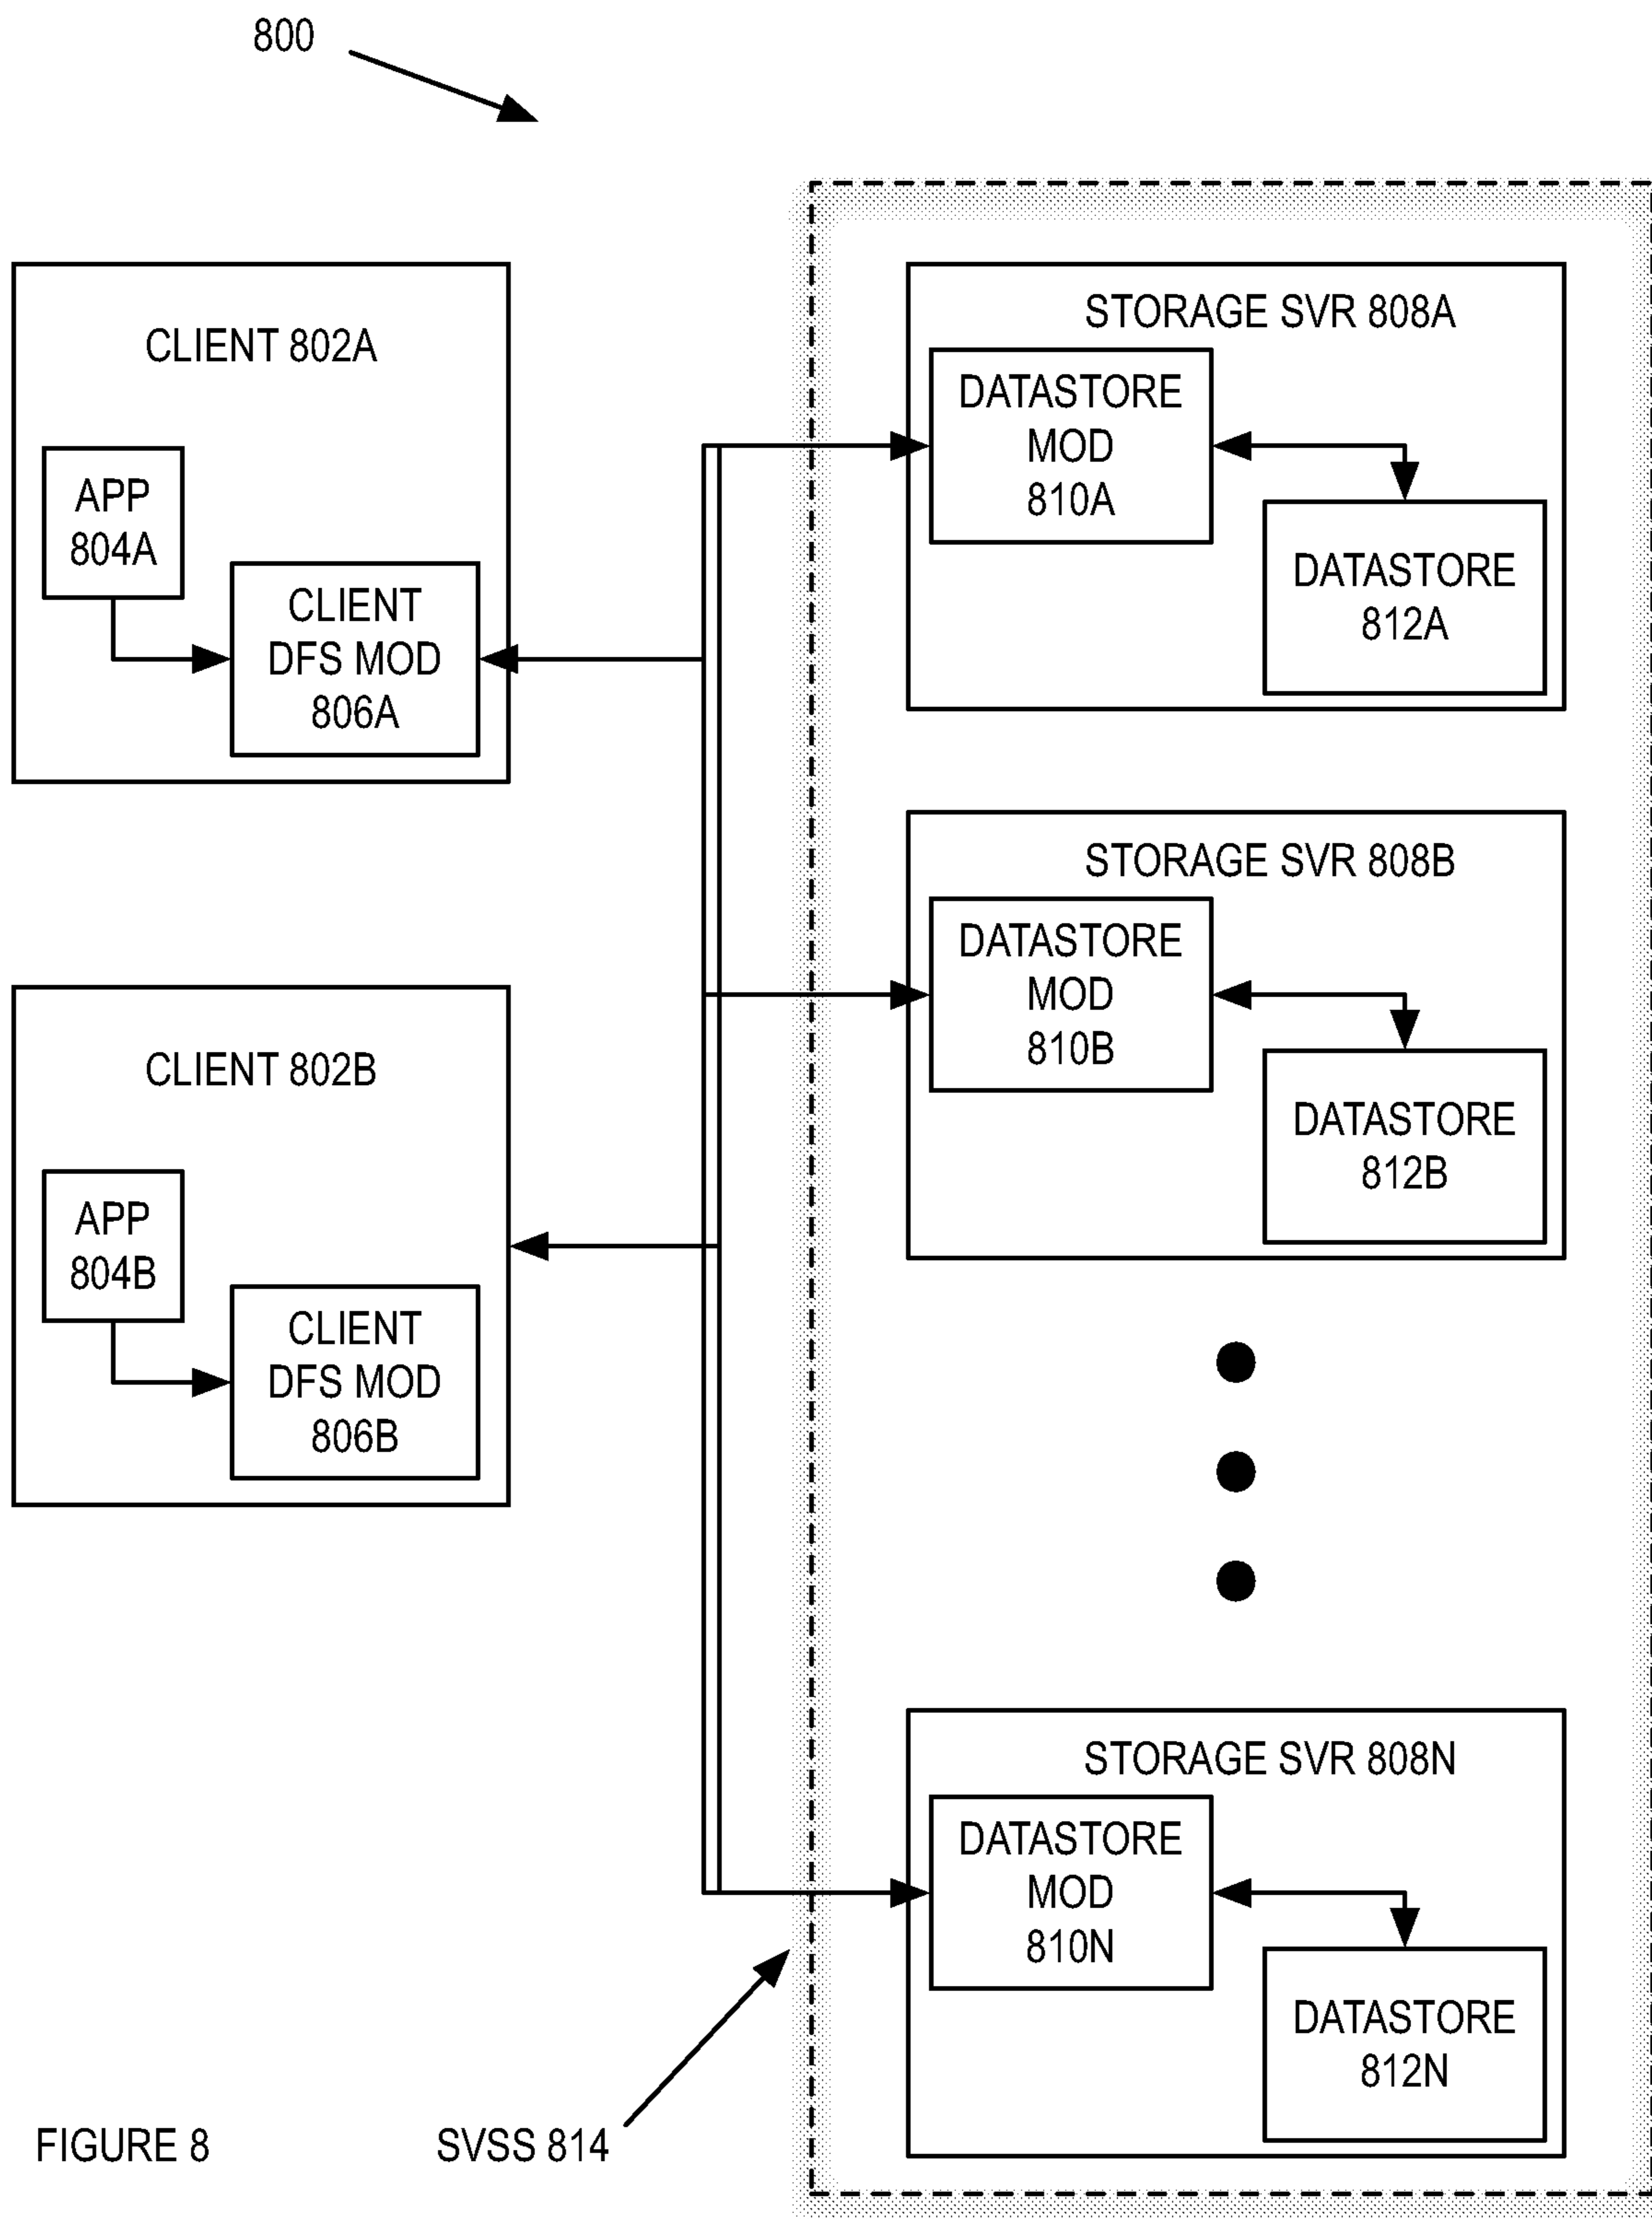 800
CLIENT 802A
APP
804A
CLIENT
DFS MOD
806A
CLIENT 802B
APP
804B
CLIENT
DFS MOD
806B
STORAGE SVR 808A
DATASTORE
MOD
810A
DATASTORE
812A
STORAGE SVR 808B
DATASTORE
MOD
810B
DATASTORE
812B
STORAGE SVR 808N
DATASTORE
MOD
810N
DATASTORE
812N
FIGURE 8
SVSS 814